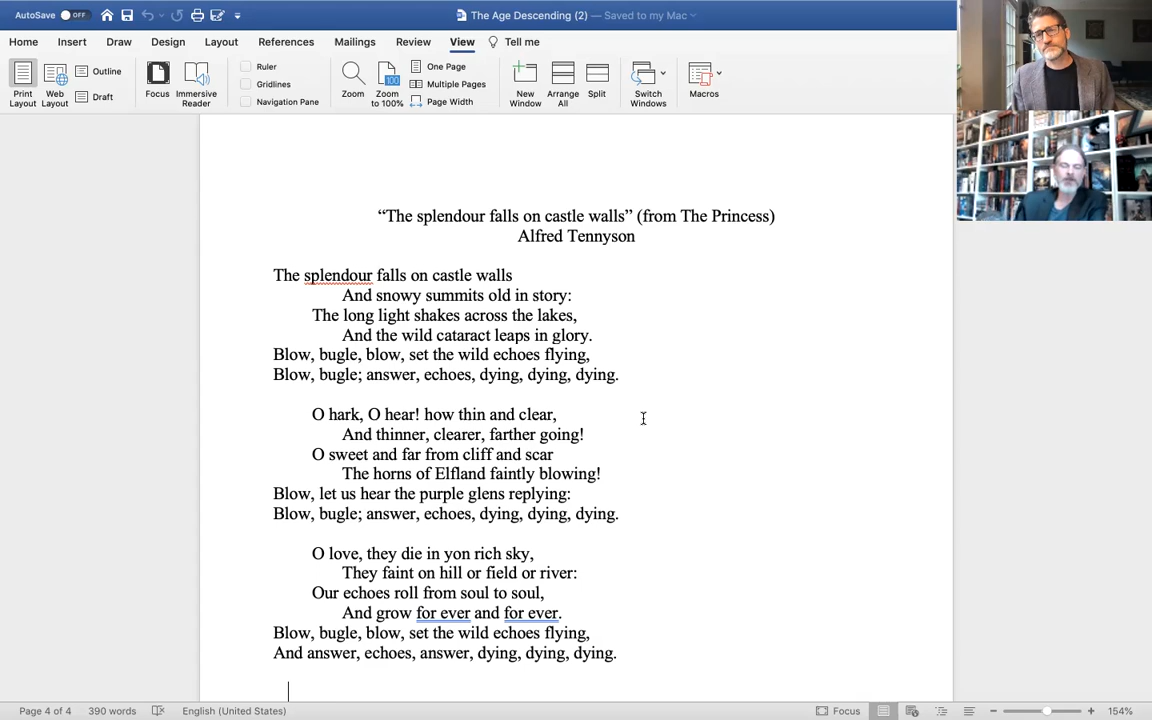 AutoSave OFF The Age Descending (2) — Saved to my Mac
Home Insert Draw Design Layout References Mailings Review View Tell me
Print Layout
Web Layout
Outline
Draft
Focus
Immersive Reader
Ruler
Gridlines
Navigation Pane
Zoom
Zoom to 100%
100
One Page
Multiple Pages
Page Width
New Window
Arrange All
Split
Switch Windows
Macros
“The splendour falls on castle walls” (from The Princess)
Alfred Tennyson
The splendour falls on castle walls
And snowy summits old in story:
The long light shakes across the lakes,
And the wild cataract leaps in glory.
Blow, bugle, blow, set the wild echoes flying,
Blow, bugle; answer, echoes, dying, dying, dying.
O hark, O hear! how thin and clear,
And thinner, clearer, farther going!
O sweet and far from cliff and scar
The horns of Elfland faintly blowing!
Blow, let us hear the purple glens replying:
Blow, bugle; answer, echoes, dying, dying, dying.
O love, they die in yon rich sky,
They faint on hill or field or river:
Our echoes roll from soul to soul,
And grow for ever and for ever.
Blow, bugle, blow, set the wild echoes flying,
And answer, echoes, answer, dying, dying, dying.
Page 4 of 4 390 words English (United States) Focus 154%